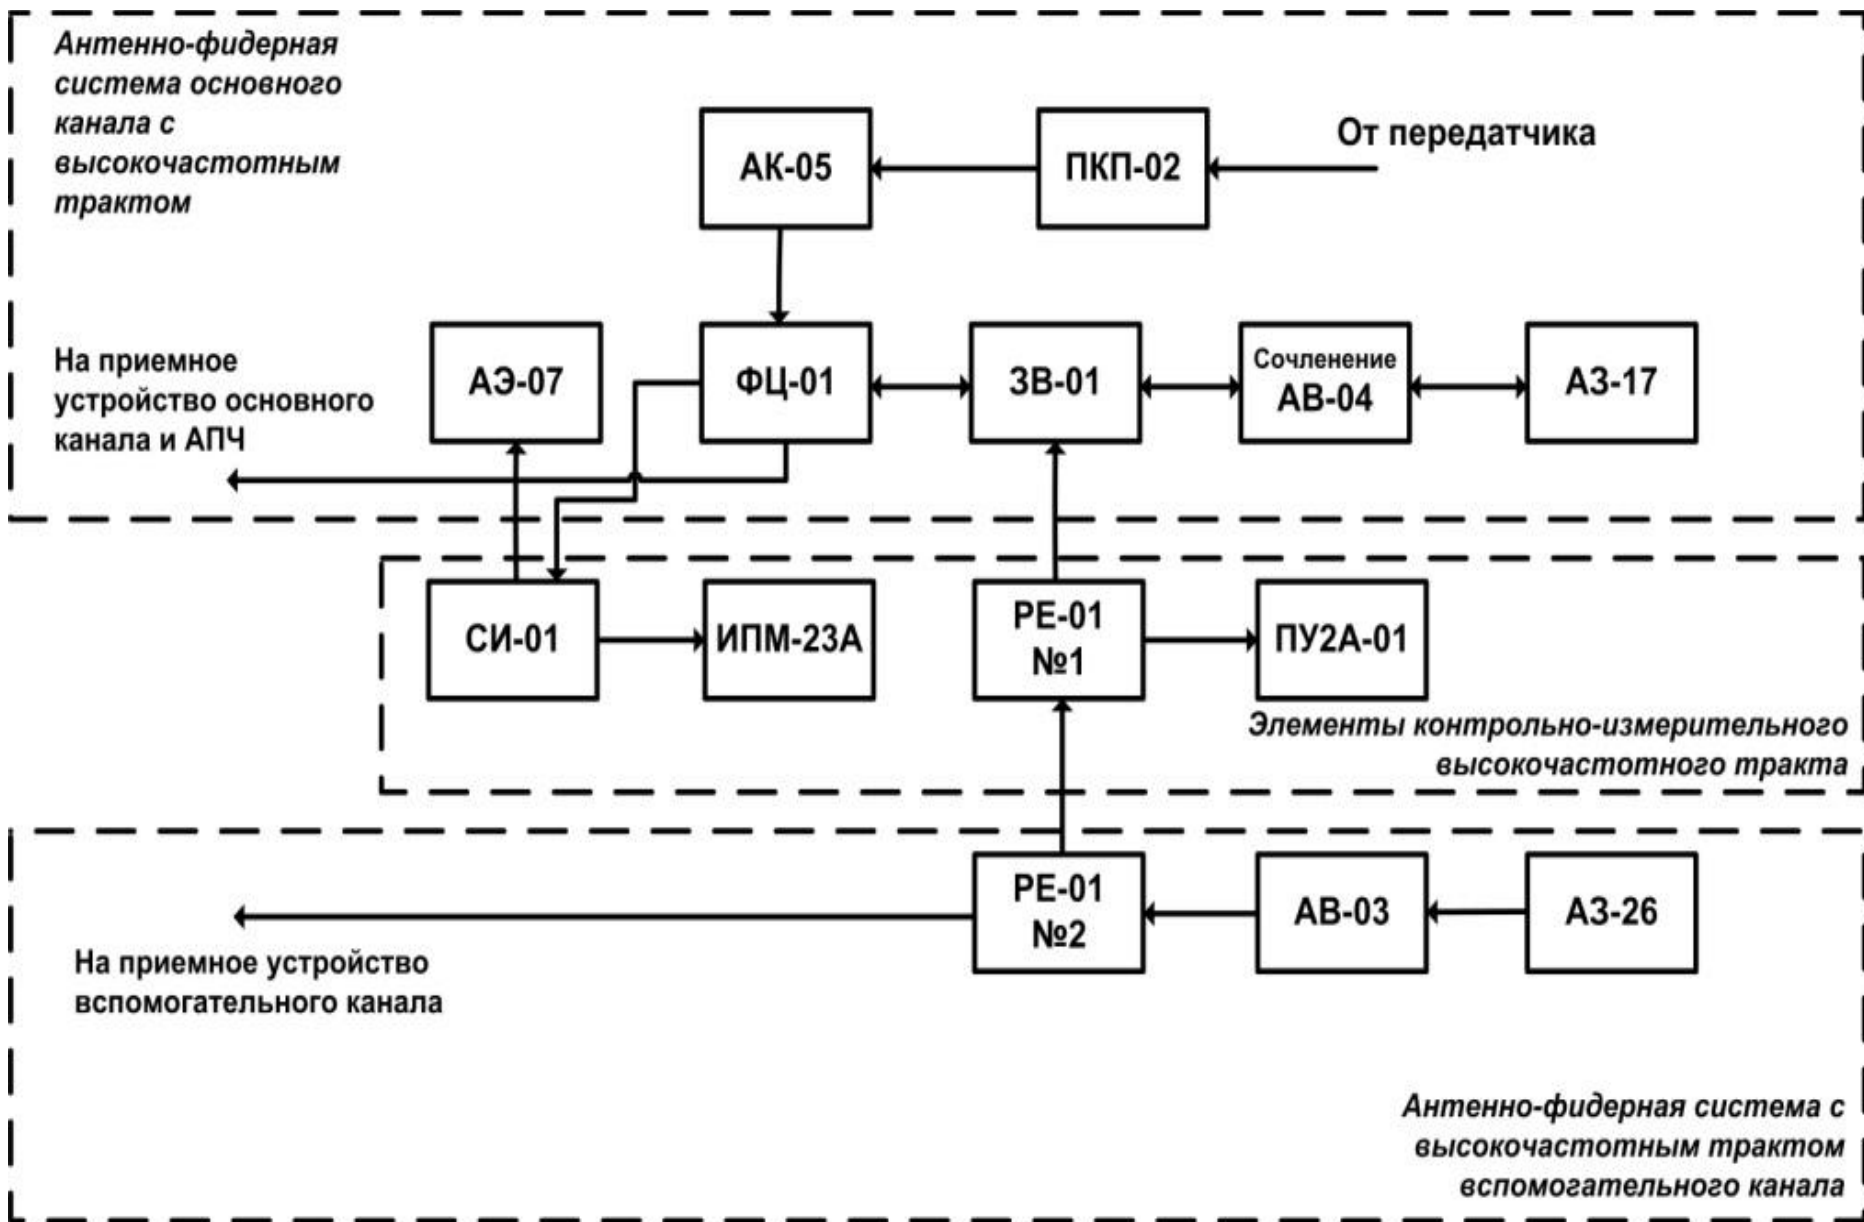 Антенно-фидерная
система основного
канала с
высокочастотным
трактом
От передатчика
АК-05
ПКП-02
На приемное
устройство основного
канала и АПЧ
АЭ-07
ФЦ-01
ЗВ-01
Сочленение
АВ-04
АЗ-17
СИ-01
ИПМ-23А
РЕ-01
№1
ПУ2А-01
Элементы контрольно-измерительного
высокочастотного тракта
РЕ-01
№2
АВ-03
АЗ-26
На приемное устройство
вспомогательного канала
Антенно-фидерная система с
высокочастотным трактом
вспомогательного канала